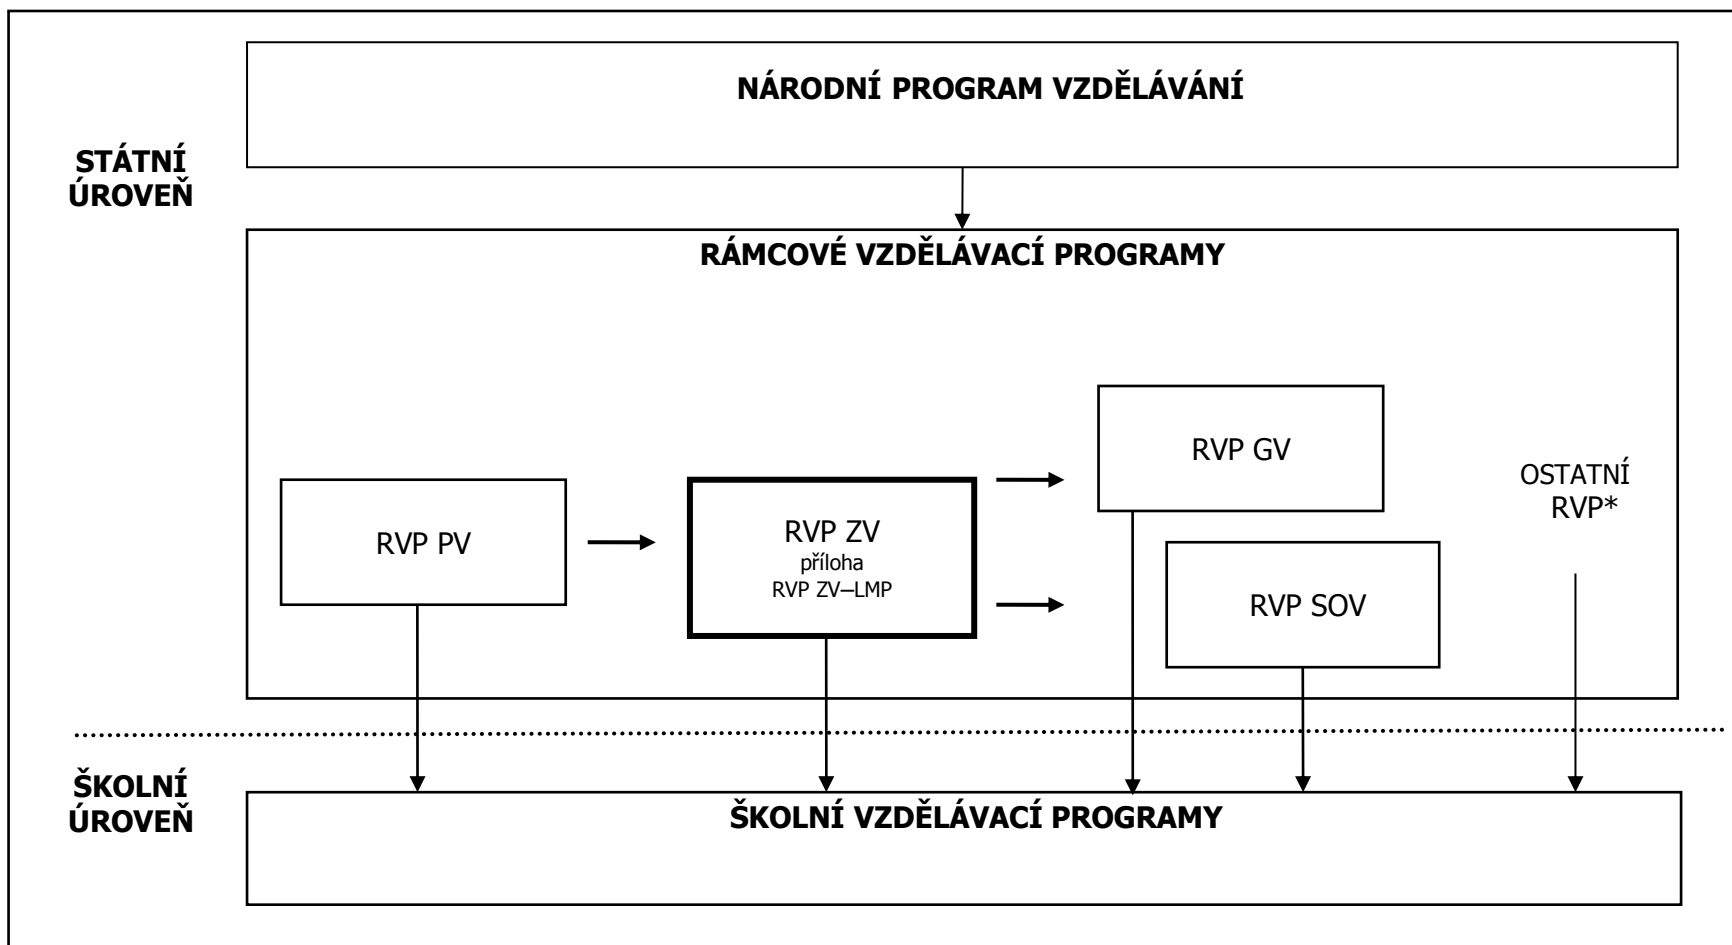 NÁRODNÍ PROGRAM VZDĚLÁVÁNÍ
STÁTNÍ
ÚROVEŇ
RÁMCOVÉ VZDĚLÁVACÍ PROGRAMY
RVP PV
RVP ZV
příloha
RVP ZV–LMP
RVP GV
RVP SOV
OSTATNÍ
RVP*
ŠKOLNÍ
ÚROVEŇ
ŠKOLNÍ VZDĚLÁVACÍ PROGRAMY